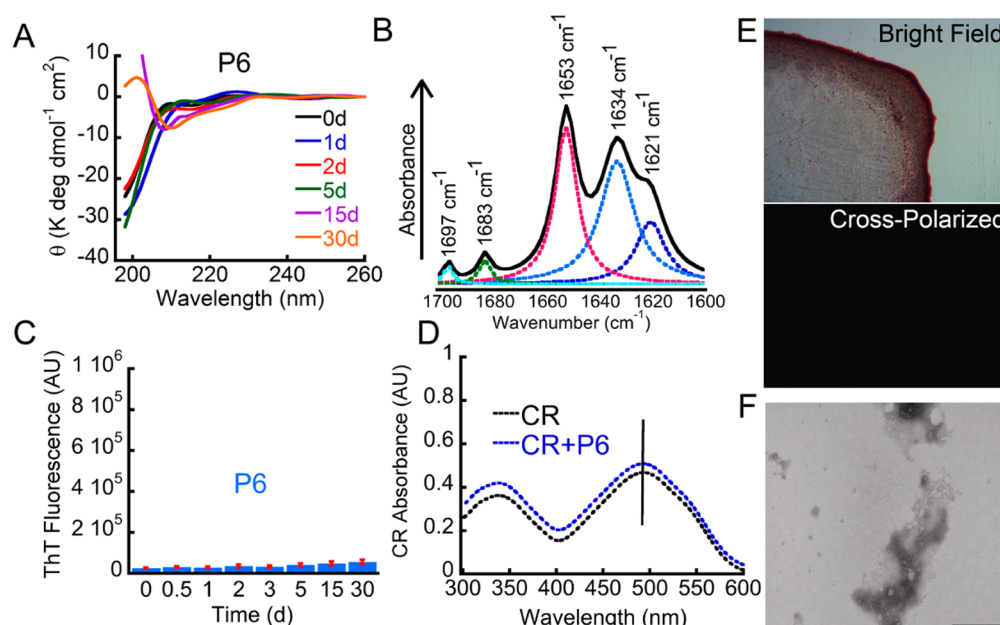 A
P6
10
0
-10
-20
-30
-40
θ (K deg dmol⁻¹ cm²)
0d
1d
2d
5d
15d
30d
200 220 240 260
Wavelength (nm)
B
Absorbance
1697 cm⁻¹
1683 cm⁻¹
1653 cm⁻¹
1634 cm⁻¹
1621 cm⁻¹
1700 1680 1660 1640 1620 1600
Wavenumber (cm⁻¹)
C
ThT Fluorescence (AU)
1 10⁶
8 10⁵
6 10⁵
4 10⁵
2 10⁵
0
P6
0 0.5 1 2 3 5 15 30
Time (d)
D
CR Absorbance (AU)
1
0.8
0.6
0.4
0.2
0
CR
CR+P6
300 350 400 450 500 550 600
Wavelength (nm)
E
Bright Field
Cross-Polarized
F